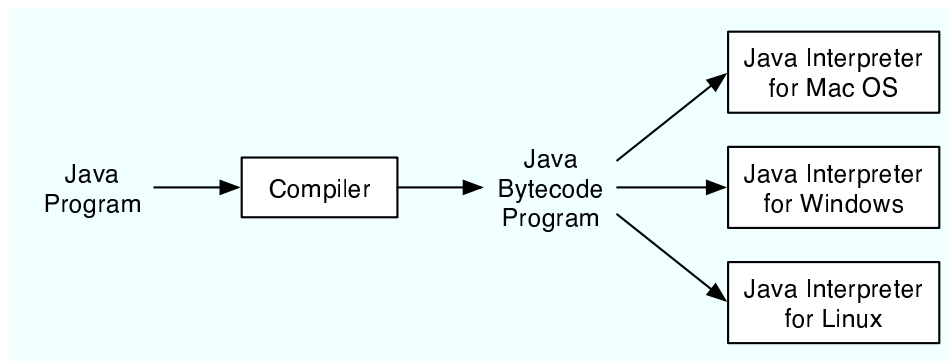 Java
Program
Compiler
Java
Bytecode
Program
Java Interpreter
for Mac OS
Java Interpreter
for Windows
Java Interpreter
for Linux